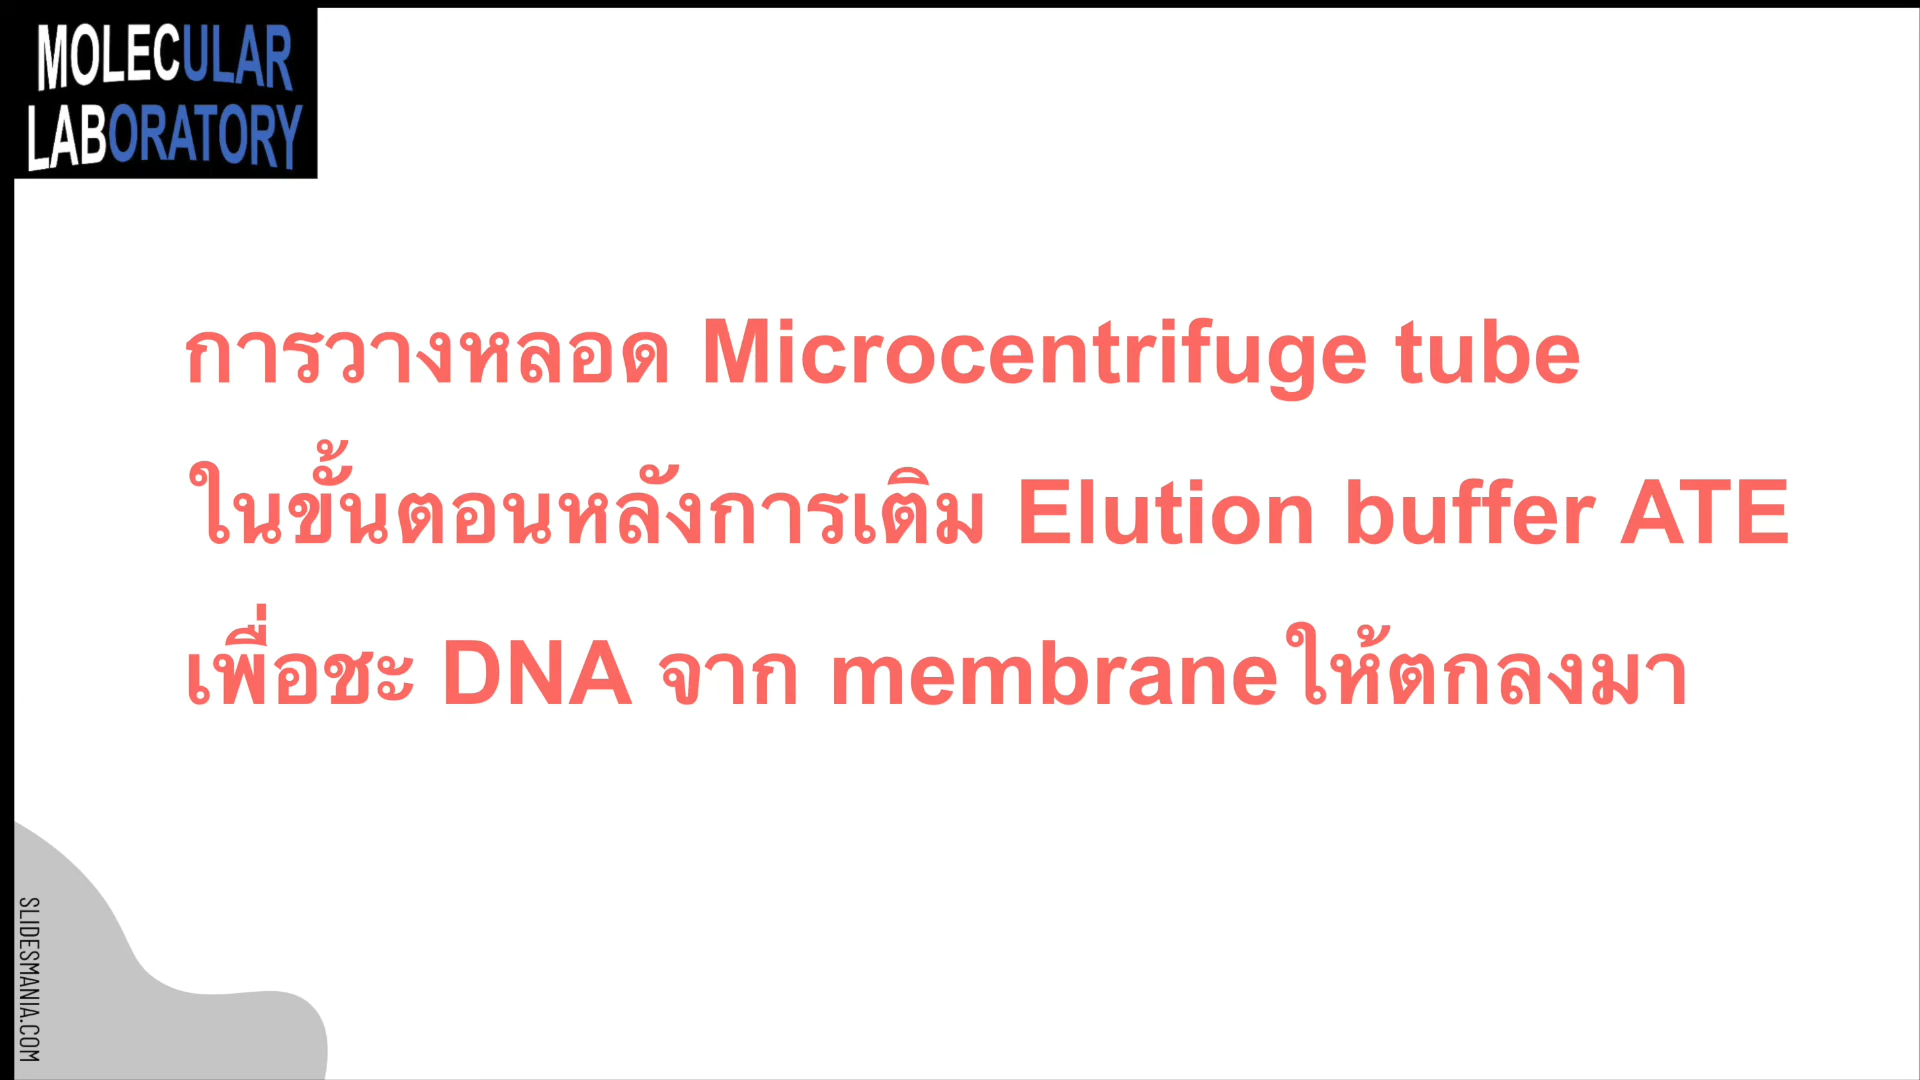 MOLECULAR
LABORATORY
การวางหลอด Microcentrifuge tube
ในขั้นตอนหลังการเติม Elution buffer ATE
เพื่อชะ DNA จาก membraneให้ตกลงมา
SLIDESMANIA.COM